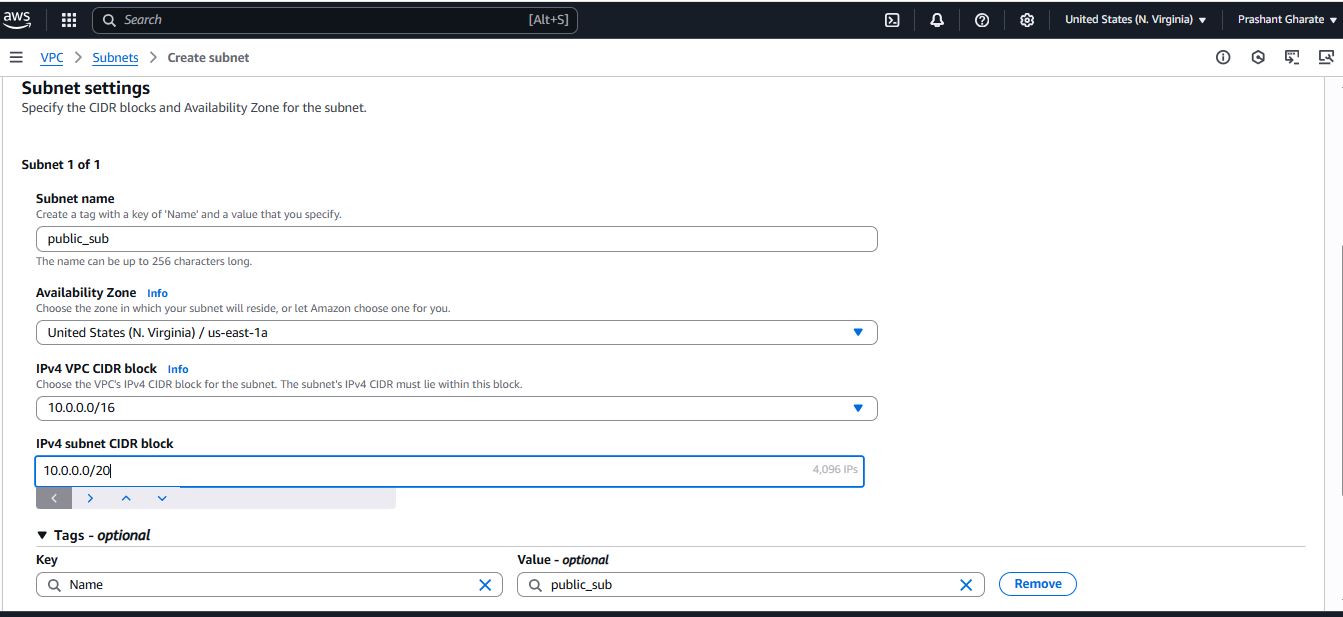 aws Search [Alt+S] United States (N. Virginia) Prashant Gharate
VPC Subnets Create subnet
Subnet settings
Specify the CIDR blocks and Availability Zone for the subnet.
Subnet 1 of 1
Subnet name
Create a tag with a key of 'Name' and a value that you specify.
public_sub
The name can be up to 256 characters long.
Availability Zone Info
Choose the zone in which your subnet will reside, or let Amazon choose one for you.
United States (N. Virginia) / us-east-1a
IPv4 VPC CIDR block Info
Choose the VPC's IPv4 CIDR block for the subnet. The subnet's IPv4 CIDR must lie within this block.
10.0.0.0/16
IPv4 subnet CIDR block
10.0.0.0/20 4,096 IPs
Tags - optional
Key Value - optional
Name public_sub Remove